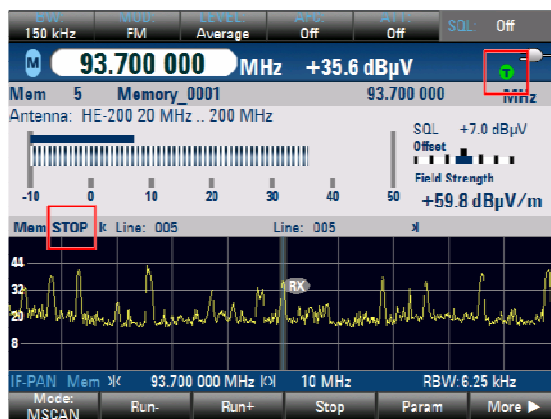 BW: MOD: LEVEL: AFC: ATT: SQL: Off
150 kHz FM Average Off Off
M 93.700 000 MHz +35.6 dBµV T
Mem 5 Memory_0001 93.700 000 MHz
Antenna: HE-200 20 MHz .. 200 MHz
SQL +7.0 dBµV
Offset
Field Strength
-10 0 10 20 30 40 50 +59.8 dBµV/m
Mem STOP Line: 005 Line: 005
44
32
RX
20
8
IF-PAN Mem 93.700 000 MHz 10 MHz RBW: 6.25 kHz
Mode:
MSCAN Run- Run+ Stop Param More ▶